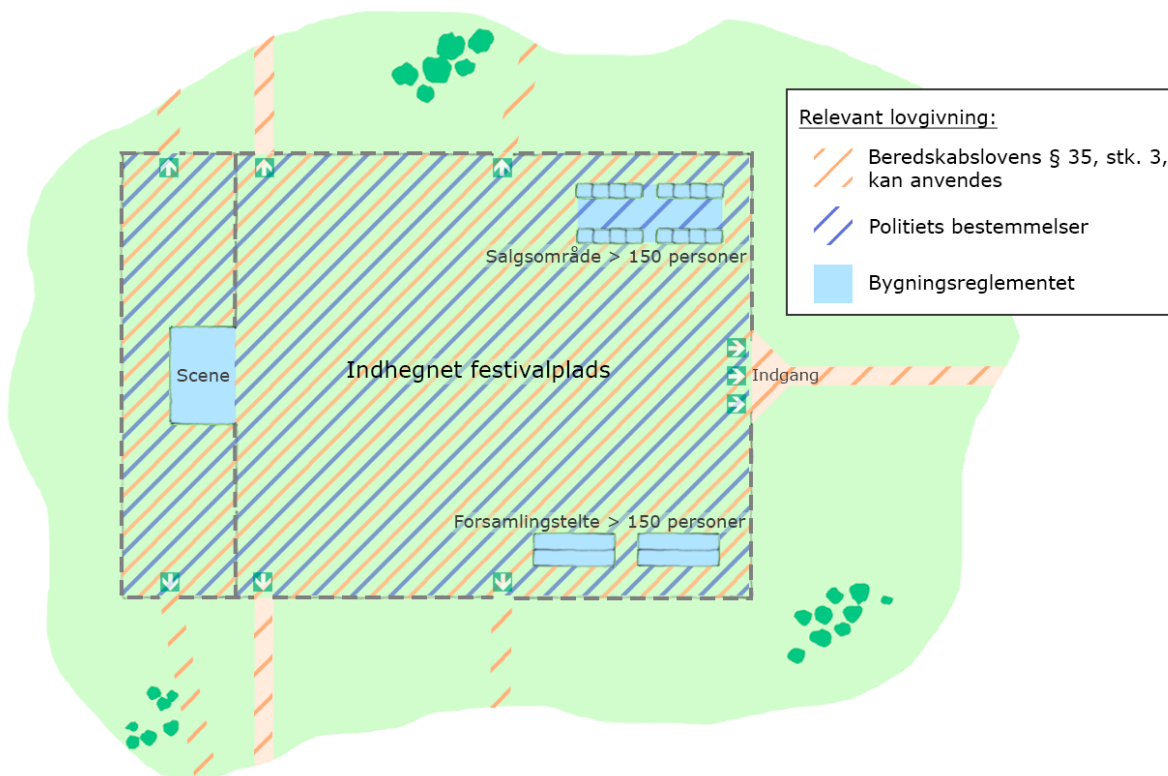 Relevant lovgivning:
Beredskabslovens § 35, stk. 3,
kan anvendes
Politiets bestemmelser
Bygningsreglementet
Salgsområde > 150 personer
Scene
Indhegnet festivalplads
Indgang
Forsamlingstelte > 150 personer